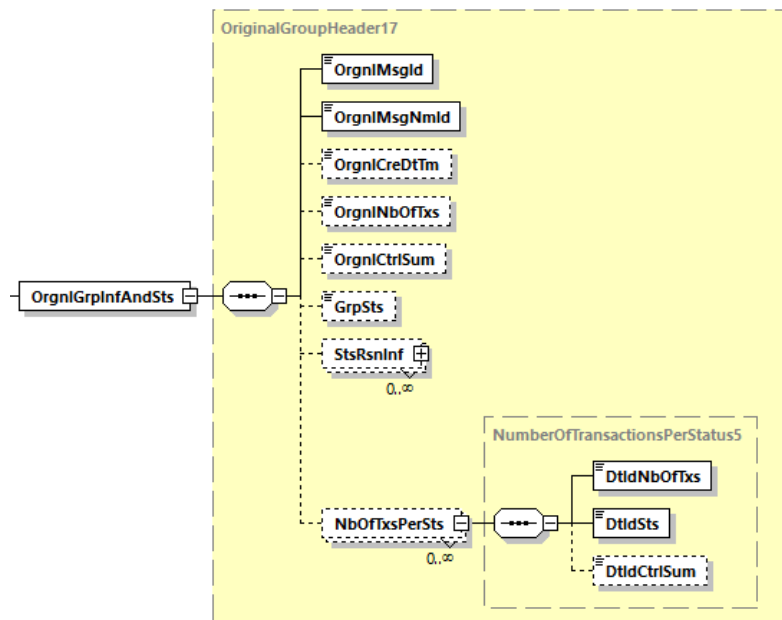 OriginalGroupHeader17
OrgnlMsgId
OrgnlMsgNmId
OrgnlCreDtTm
OrgnlNbOfTxs
OrgnlCtrlSum
OrgnlGrpInfAndSts
GrpSts
StsRsnInf
0..∞
NumberOfTransactionsPerStatus5
DtldNbOfTxs
NbOfTxsPerSts
DtldSts
0..∞
DtldCtrlSum